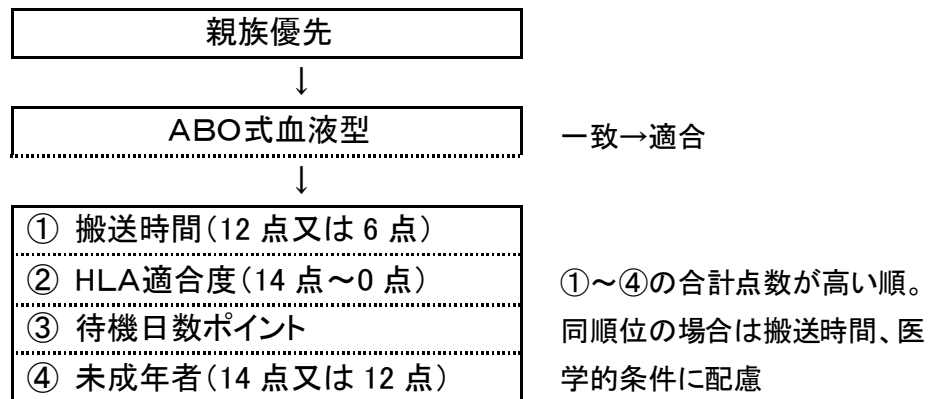 親族優先
↓
ABO式血液型
一致→適合
↓
① 搬送時間(12 点又は 6 点)
② HLA適合度(14 点~0 点)
③ 待機日数ポイント
④ 未成年者(14 点又は 12 点)
①~④の合計点数が高い順。
同順位の場合は搬送時間、医
学的条件に配慮